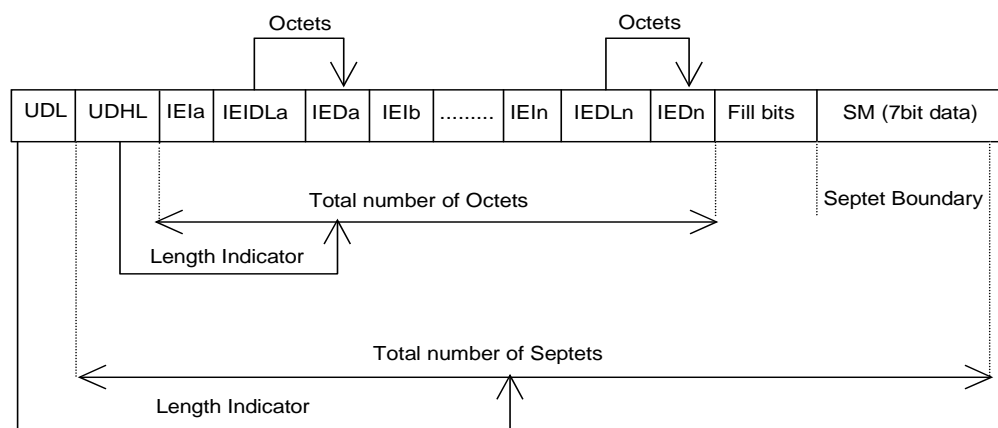 Octets Octets
UDL UDHL IEIa IEIDLa IEDa IEIb ......... IEIn IEDLn IEDn Fill bits SM (7bit data)
Total number of Octets
Septet Boundary
Length Indicator
Total number of Septets
Length Indicator